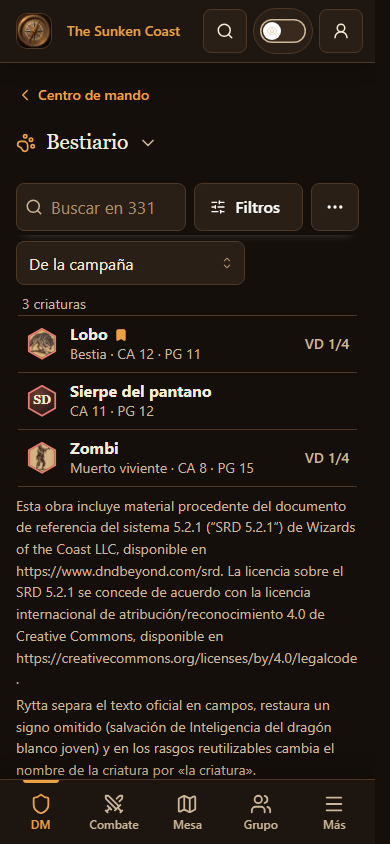 The Sunken Coast
Centro de mando
Bestiario
Buscar en 331
Filtros
De la campaña
3 criaturas
Lobo
Bestia · CA 12 · PG 11
VD 1/4
SD
Sierpe del pantano
CA 11 · PG 12
Zombi
Muerto viviente · CA 8 · PG 15
VD 1/4
Esta obra incluye material procedente del documento
de referencia del sistema 5.2.1 ("SRD 5.2.1") de Wizards
of the Coast LLC, disponible en
https://www.dndbeyond.com/srd. La licencia sobre el
SRD 5.2.1 se concede de acuerdo con la licencia
internacional de atribución/reconocimiento 4.0 de
Creative Commons, disponible en
https://creativecommons.org/licenses/by/4.0/legalcode
.
Rytta separa el texto oficial en campos, restaura un
signo omitido (salvación de Inteligencia del dragón
blanco joven) y en los rasgos reutilizables cambia el
nombre de la criatura por «la criatura».
DM
Combate
Mesa
Grupo
Más